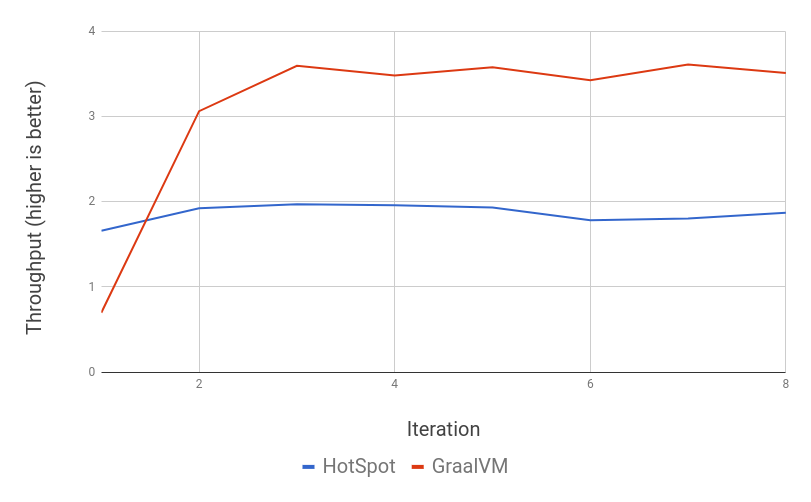 Throughput (higher is better)
4
3
2
1
0
2
4
6
8
Iteration
HotSpot
GraalVM